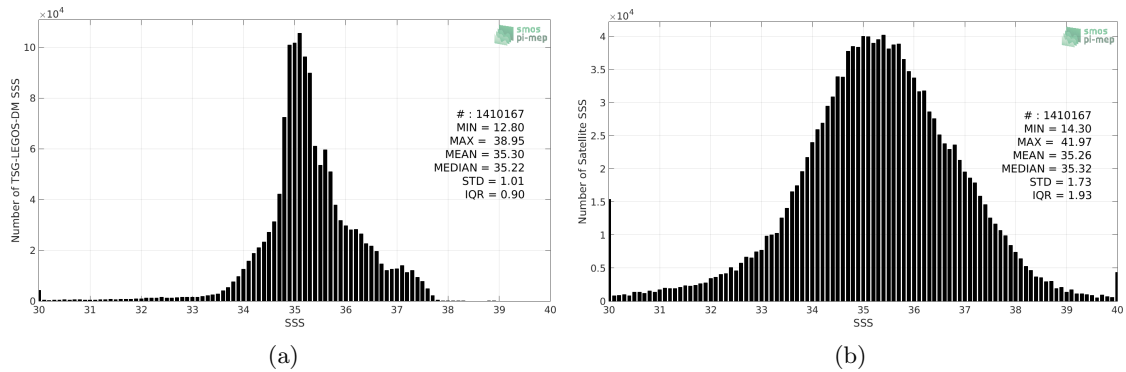 ×10⁴
smos
pi-mep
10
8
6
4
2
0
Number of TSG-LEGOS-DM SSS
# : 1410167
MIN = 12.80
MAX = 38.95
MEAN = 35.30
MEDIAN = 35.22
STD = 1.01
IQR = 0.90
30 31 32 33 34 35 36 37 38 39 40
SSS
(a)
×10⁴
smos
pi-mep
4
3.5
3
2.5
2
1.5
1
0.5
0
Number of Satellite SSS
# : 1410167
MIN = 14.30
MAX = 41.97
MEAN = 35.26
MEDIAN = 35.32
STD = 1.73
IQR = 1.93
30 31 32 33 34 35 36 37 38 39 40
SSS
(b)